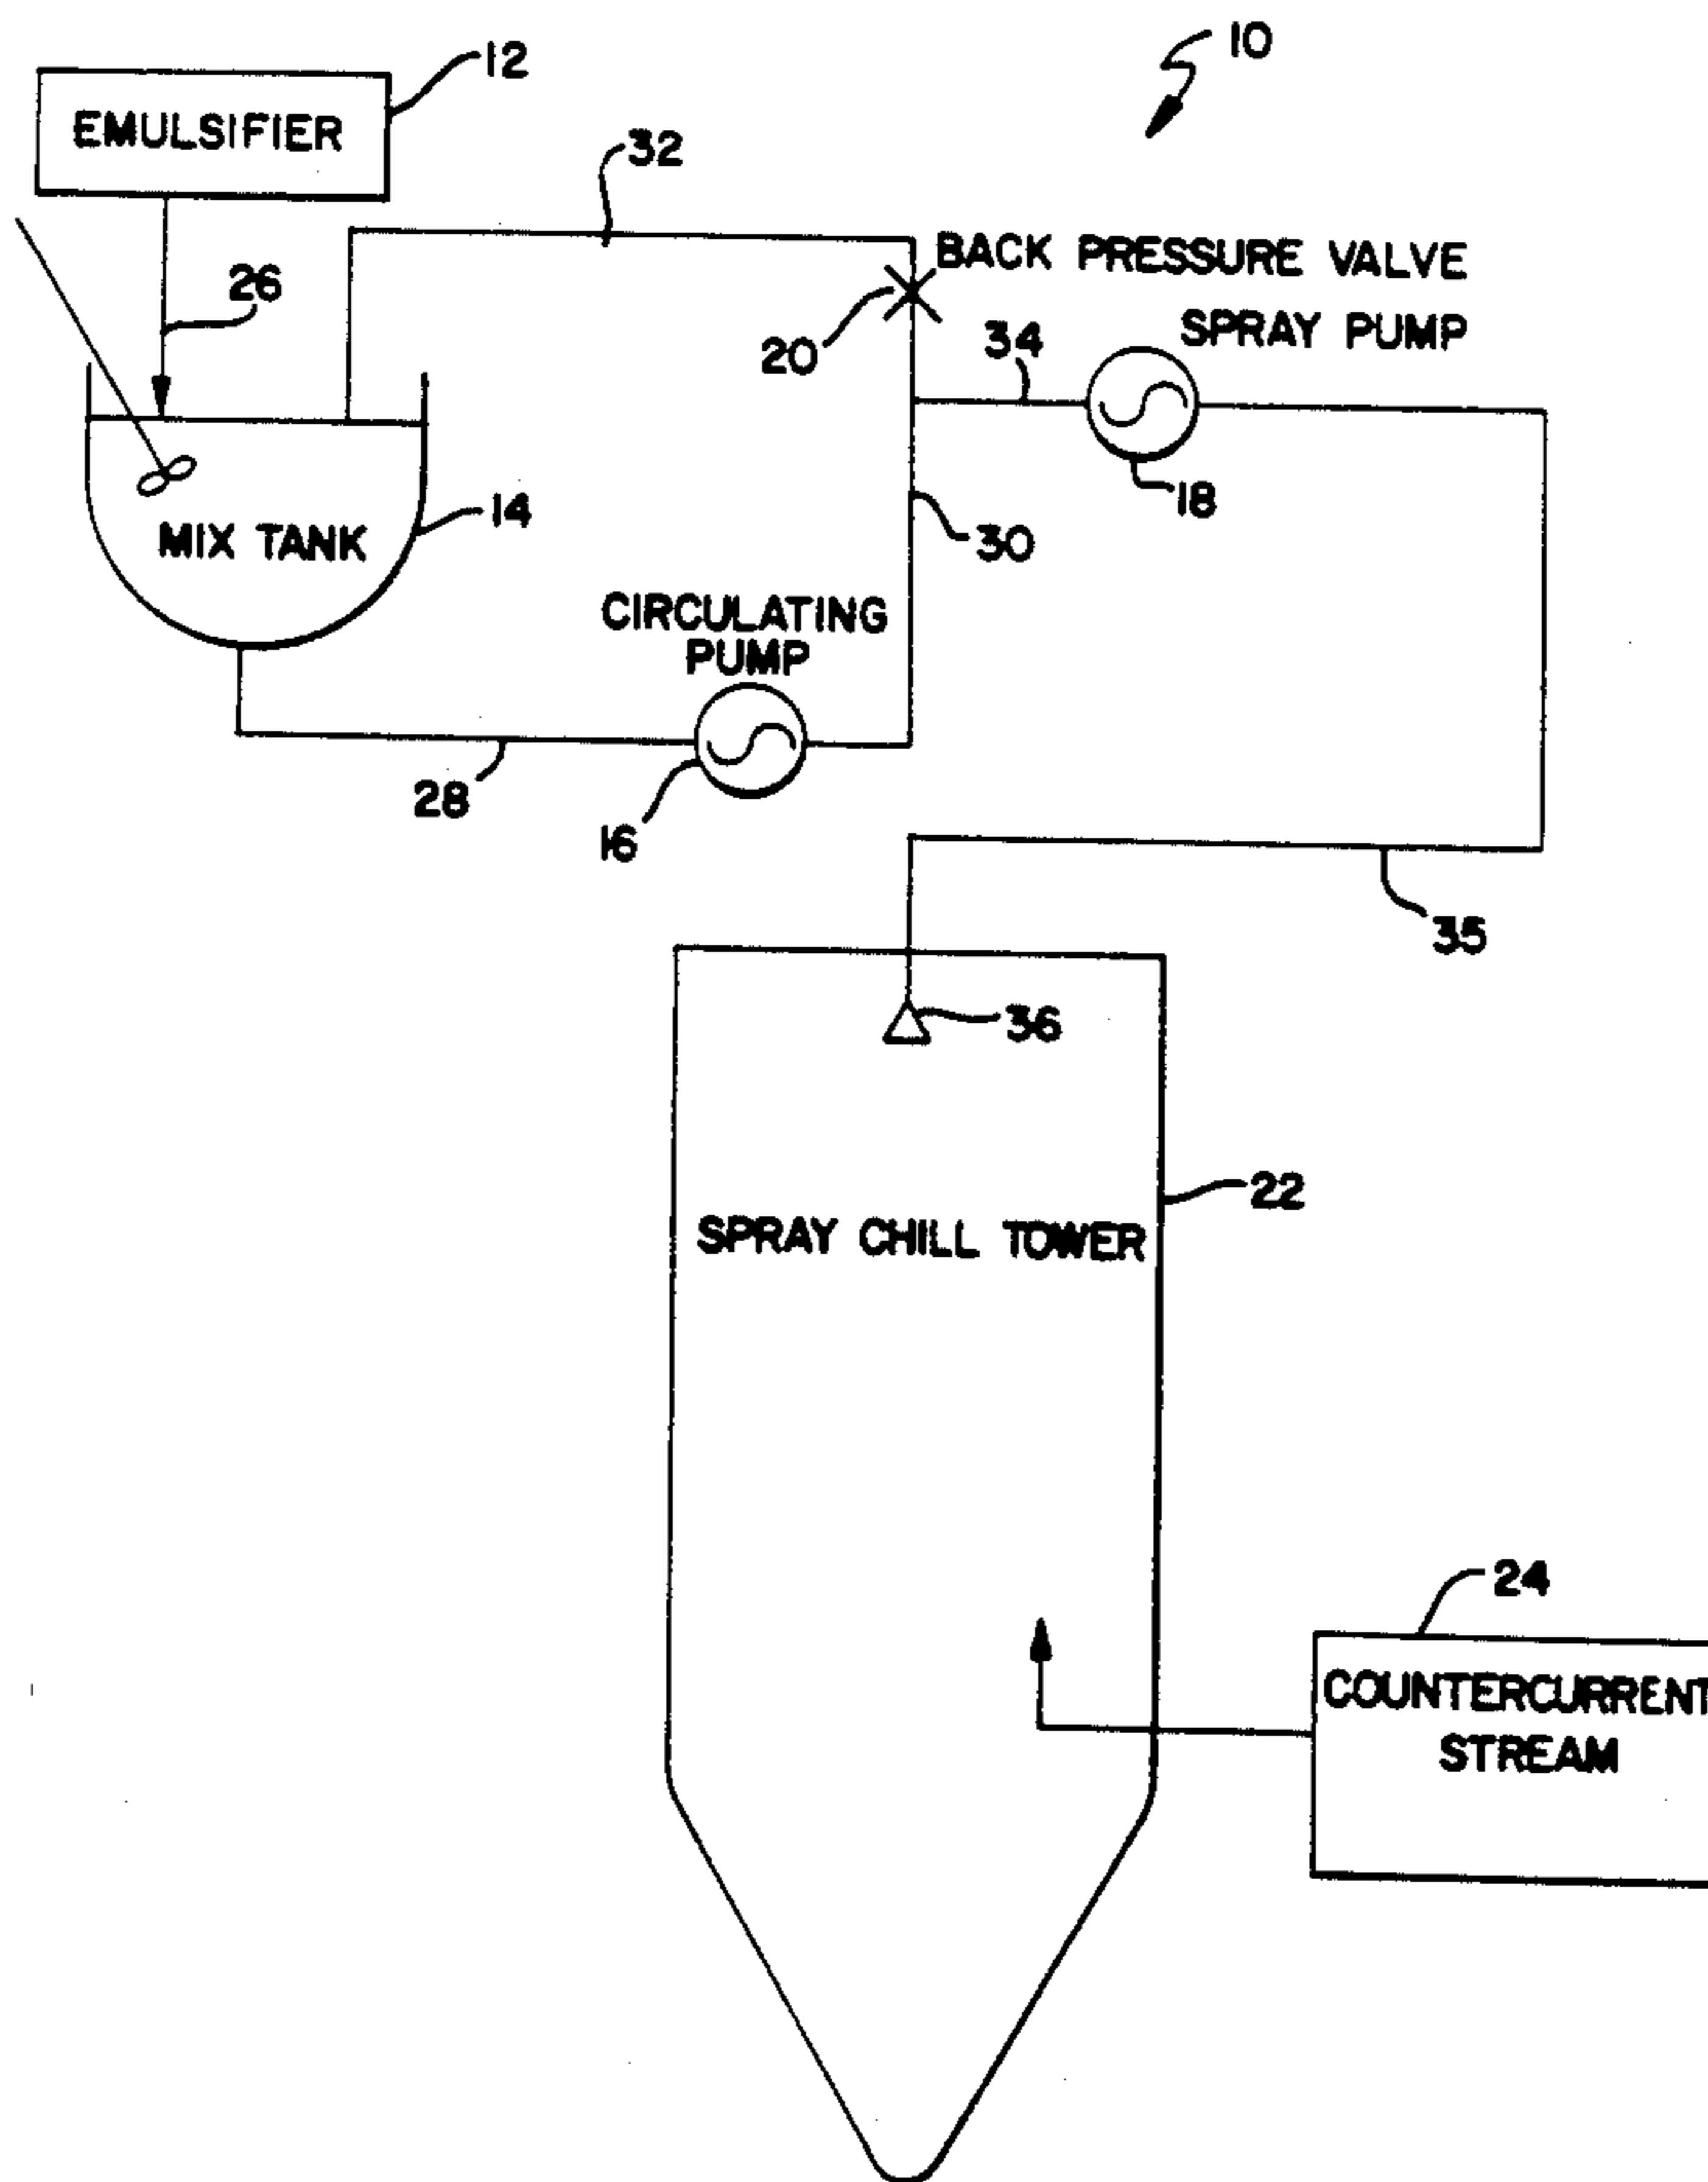 10
12
EMULSIFIER
32
26
BACK PRESSURE VALVE
20
34
SPRAY PUMP
18
14
MIX TANK
30
CIRCULATING
PUMP
28
16
35
36
22
SPRAY CHILL TOWER
24
COUNTERCURRENT
STREAM